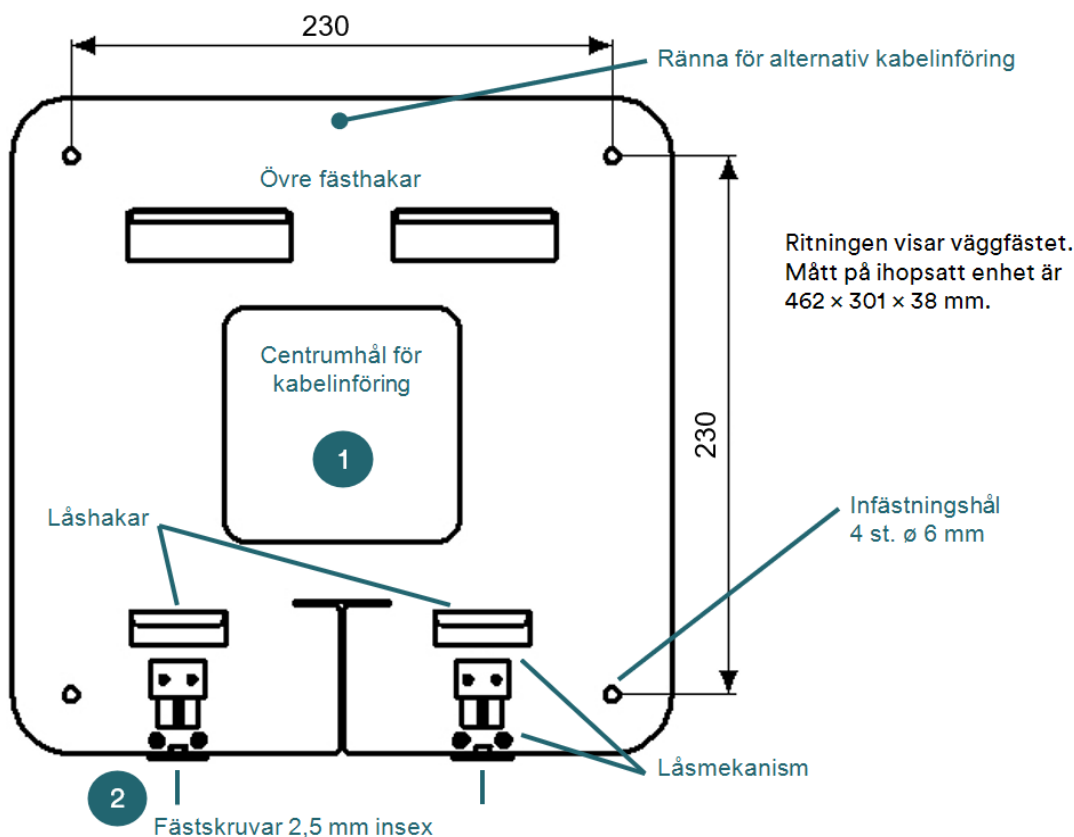 230
Ränna för alternativ kabelinföring
Övre fästhakar
Ritningen visar väggfästet.
Mått på ihopsatt enhet är
462 × 301 × 38 mm.
Centrumhål för
kabelinföring
1
230
Låshakar
Infästningshål
4 st. ø 6 mm
Låsmekanism
2
Fästskruvar 2,5 mm insex